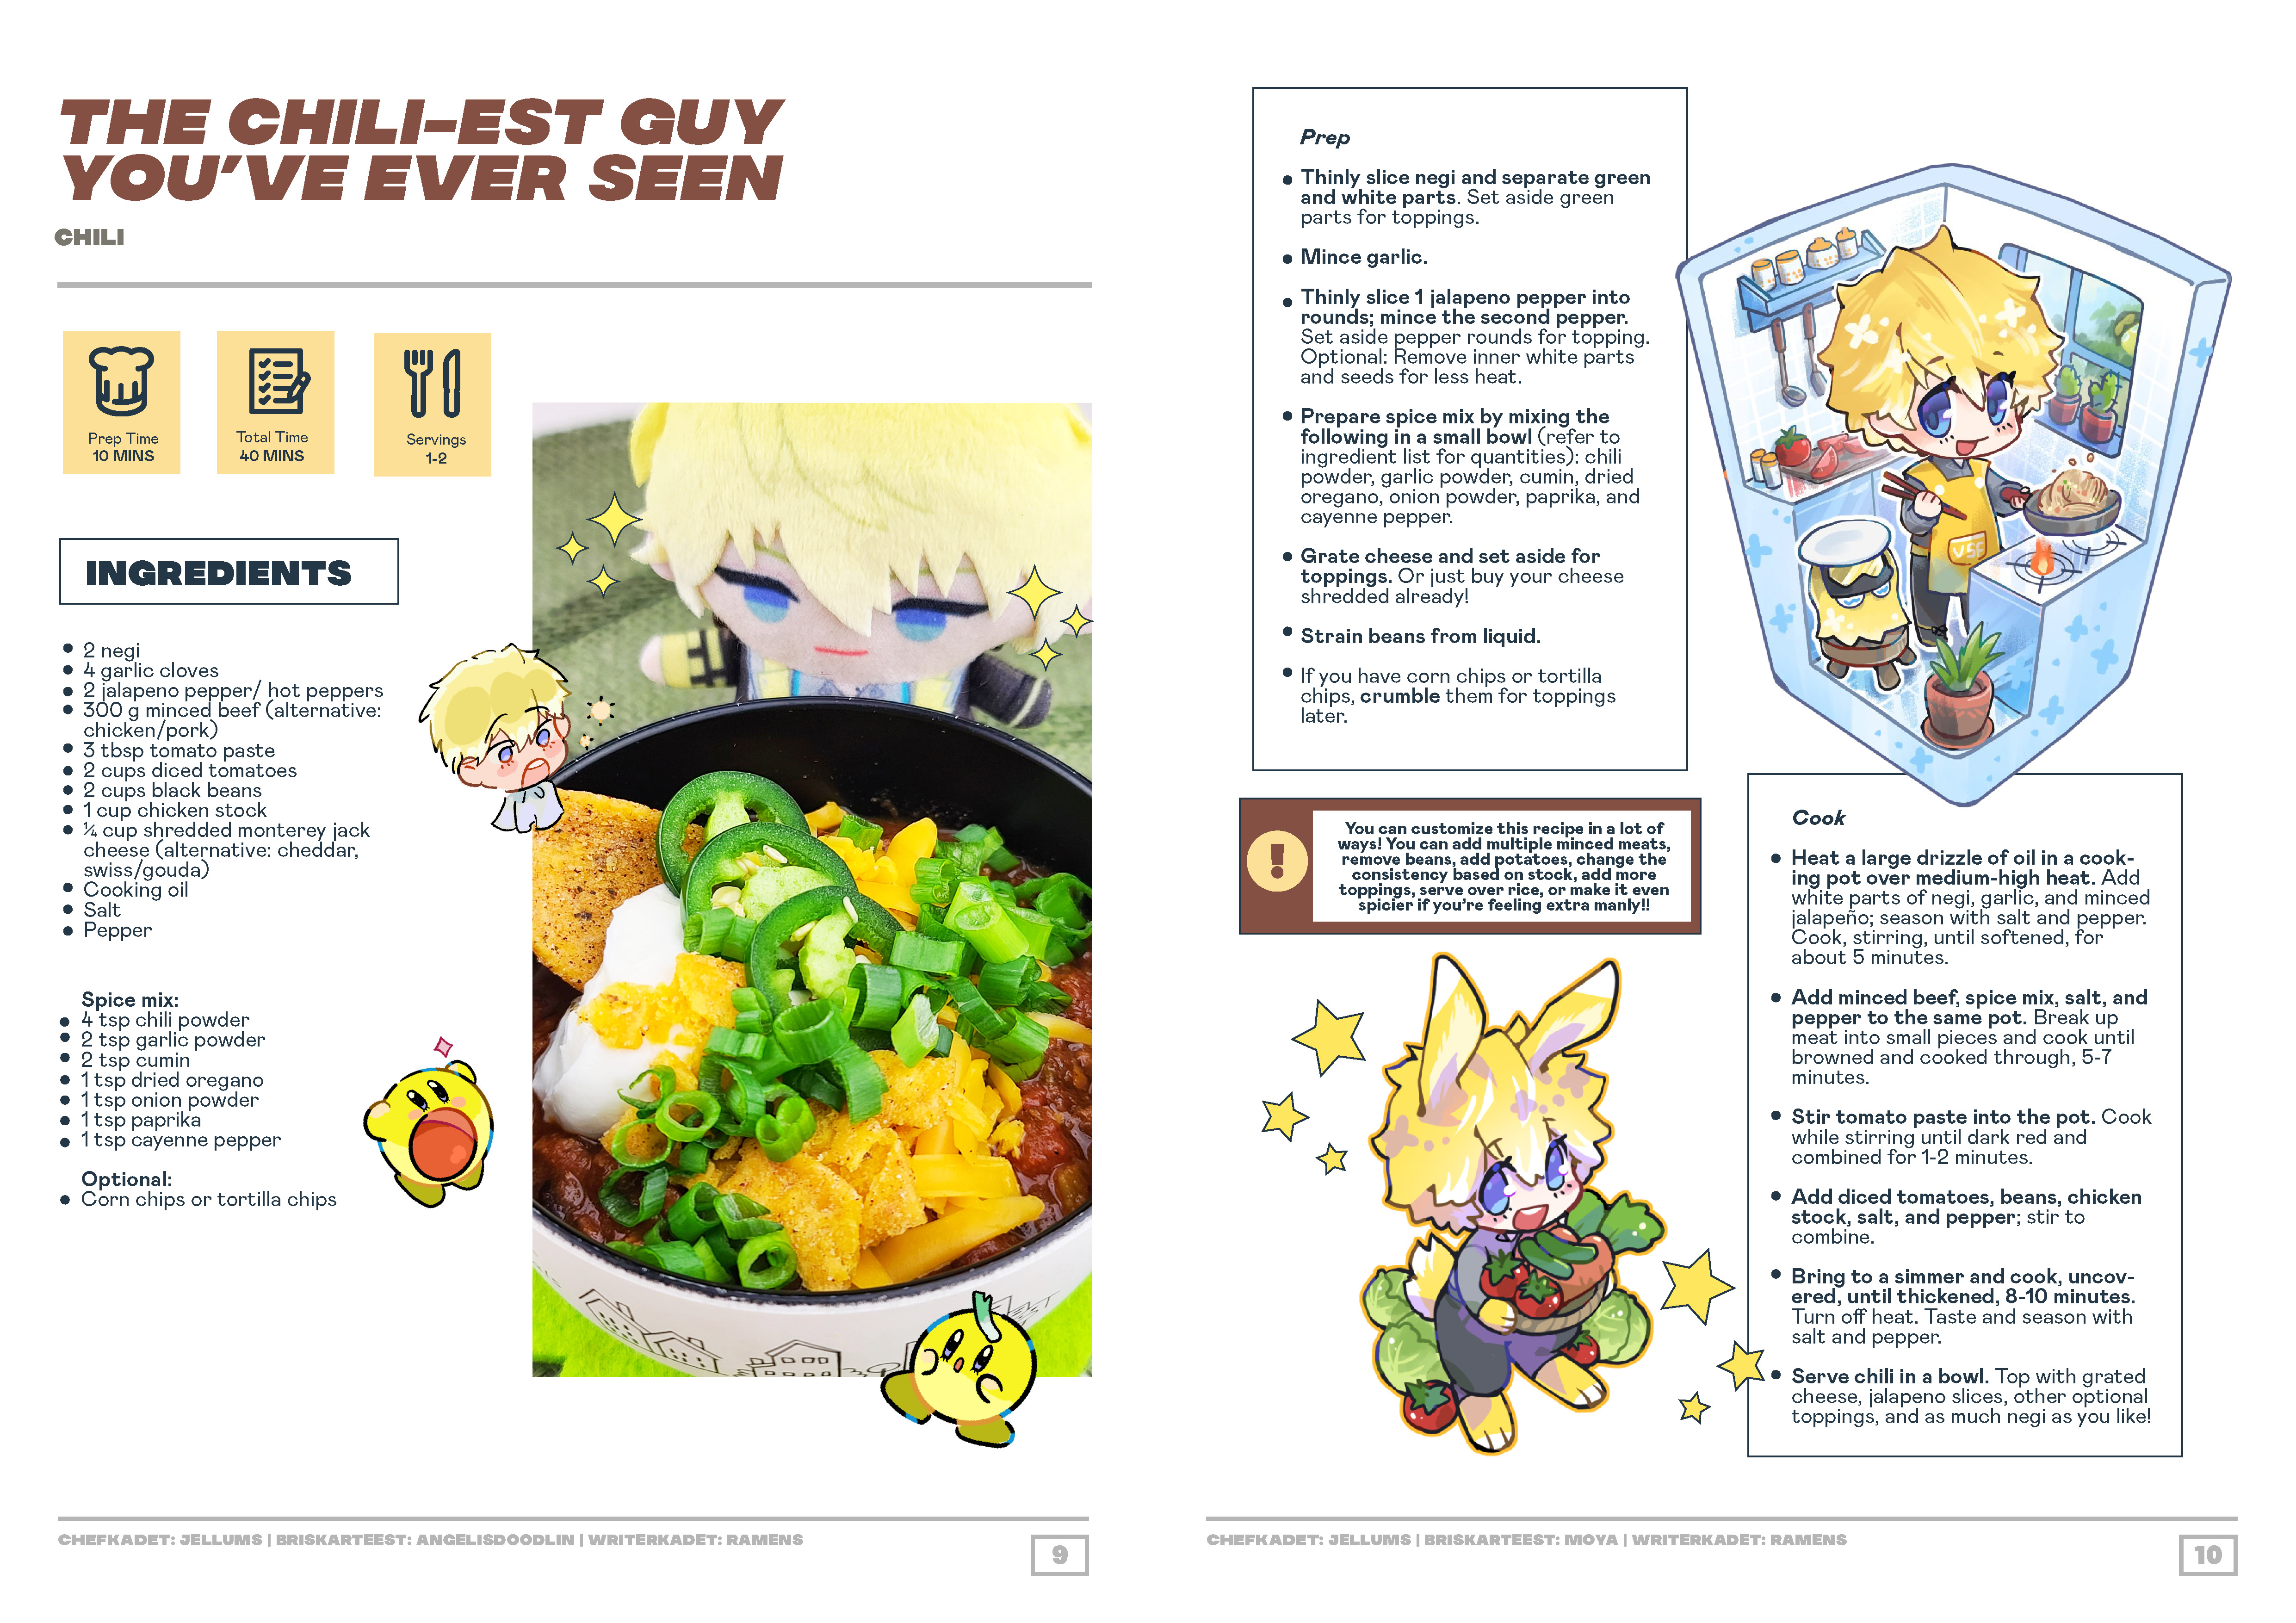 THE CHILI-EST GUY
YOU'VE EVER SEEN
CHILI
Prep Time
10 MINS
Total Time
40 MINS
Servings
1-2
INGREDIENTS
• 2 negi
• 4 garlic cloves
• 2 jalapeno pepper/ hot peppers
• 300 g minced beef (alternative:
chicken/pork)
• 3 tbsp tomato paste
• 2 cups diced tomatoes
• 2 cups black beans
• 1 cup chicken stock
• ¼ cup shredded monterey jack
cheese (alternative: cheddar,
swiss/gouda)
• Cooking oil
• Salt
• Pepper
Spice mix:
• 4 tsp chili powder
• 2 tsp garlic powder
• 2 tsp cumin
• 1 tsp dried oregano
• 1 tsp onion powder
• 1 tsp paprika
• 1 tsp cayenne pepper
Optional:
• Corn chips or tortilla chips
CHEFKADET: JELLUMS | BRISKARTEEST: ANGELISDOODLIN | WRITERKADET: RAMENS
9
Prep
• Thinly slice negi and separate green
and white parts. Set aside green
parts for toppings.
• Mince garlic.
• Thinly slice 1 jalapeno pepper into
rounds; mince the second pepper.
Set aside pepper rounds for topping.
Optional: Remove inner white parts
and seeds for less heat.
• Prepare spice mix by mixing the
following in a small bowl (refer to
ingredient list for quantities): chili
powder, garlic powder, cumin, dried
oregano, onion powder, paprika, and
cayenne pepper.
• Grate cheese and set aside for
toppings. Or just buy your cheese
shredded already!
• Strain beans from liquid.
• If you have corn chips or tortilla
chips, crumble them for toppings
later.
VSF
!
You can customize this recipe in a lot of
ways! You can add multiple minced meats,
remove beans, add potatoes, change the
consistency based on stock, add more
toppings, serve over rice, or make it even
spicier if you're feeling extra manly!!
Cook
• Heat a large drizzle of oil in a cook-
ing pot over medium-high heat. Add
white parts of negi, garlic, and minced
jalapeño; season with salt and pepper.
Cook, stirring, until softened, for
about 5 minutes.
• Add minced beef, spice mix, salt, and
pepper to the same pot. Break up
meat into small pieces and cook until
browned and cooked through, 5-7
minutes.
• Stir tomato paste into the pot. Cook
while stirring until dark red and
combined for 1-2 minutes.
• Add diced tomatoes, beans, chicken
stock, salt, and pepper; stir to
combine.
• Bring to a simmer and cook, uncov-
ered, until thickened, 8-10 minutes.
Turn off heat. Taste and season with
salt and pepper.
• Serve chili in a bowl. Top with grated
cheese, jalapeno slices, other optional
toppings, and as much negi as you like!
CHEFKADET: JELLUMS | BRISKARTEEST: MOYA | WRITERKADET: RAMENS
10